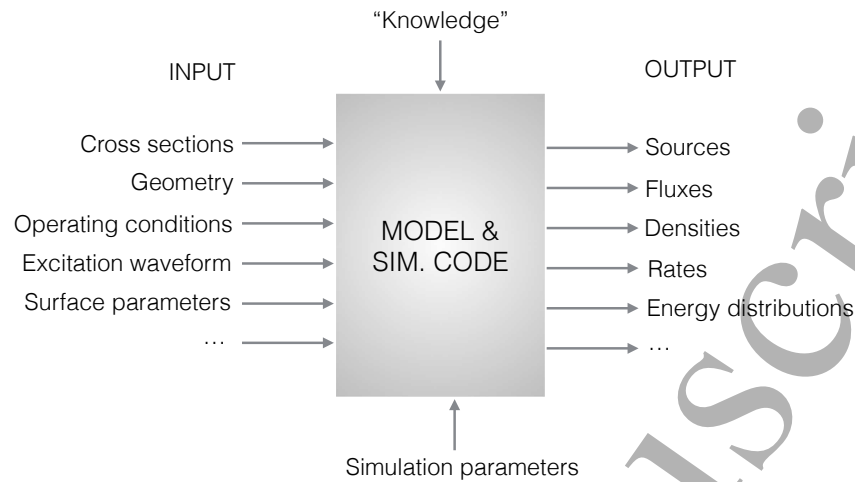 “Knowledge”
INPUT
OUTPUT
Cross sections
Geometry
Operating conditions
Excitation waveform
Surface parameters
…
MODEL &
SIM. CODE
Sources
Fluxes
Densities
Rates
Energy distributions
…
Simulation parameters